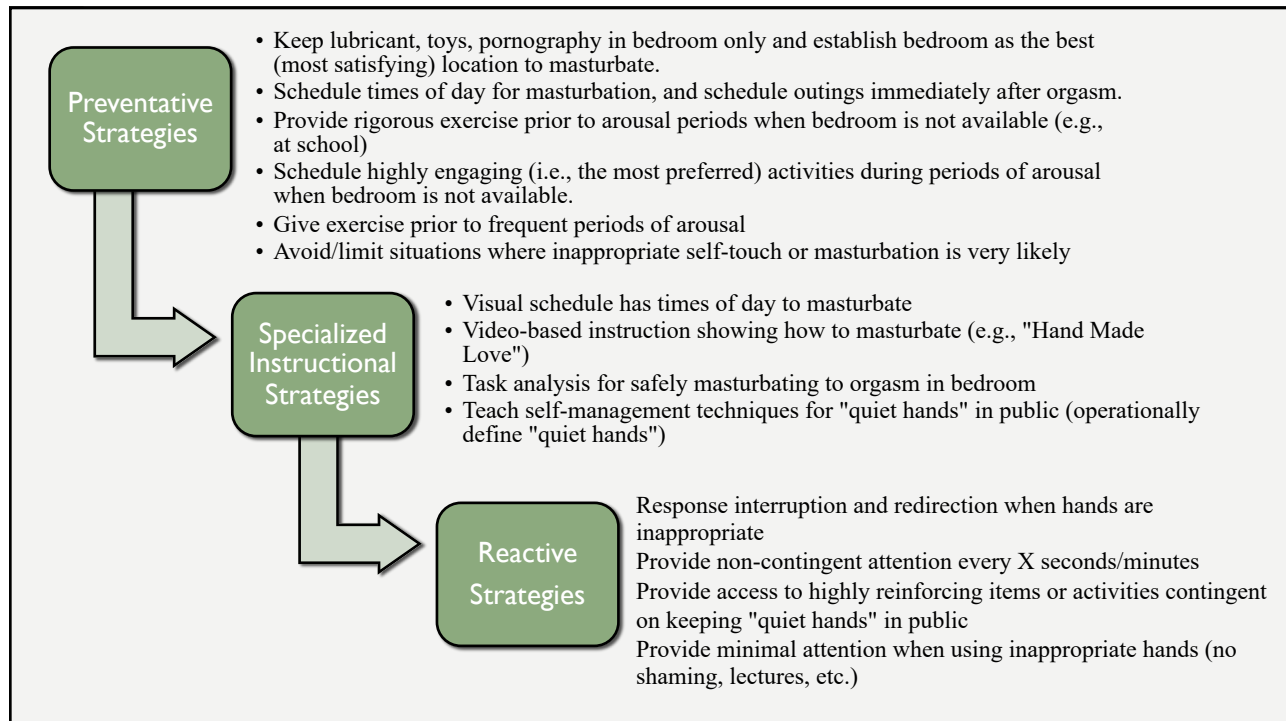 Preventative
Strategies
• Keep lubricant, toys, pornography in bedroom only and establish bedroom as the best
(most satisfying) location to masturbate.
• Schedule times of day for masturbation, and schedule outings immediately after orgasm.
• Provide rigorous exercise prior to arousal periods when bedroom is not available (e.g.,
at school)
• Schedule highly engaging (i.e., the most preferred) activities during periods of arousal
when bedroom is not available.
• Give exercise prior to frequent periods of arousal
• Avoid/limit situations where inappropriate self-touch or masturbation is very likely
Specialized
Instructional
Strategies
• Visual schedule has times of day to masturbate
• Video-based instruction showing how to masturbate (e.g., "Hand Made
Love")
• Task analysis for safely masturbating to orgasm in bedroom
• Teach self-management techniques for "quiet hands" in public (operationally
define "quiet hands")
Reactive
Strategies
Response interruption and redirection when hands are
inappropriate
Provide non-contingent attention every X seconds/minutes
Provide access to highly reinforcing items or activities contingent
on keeping "quiet hands" in public
Provide minimal attention when using inappropriate hands (no
shaming, lectures, etc.)